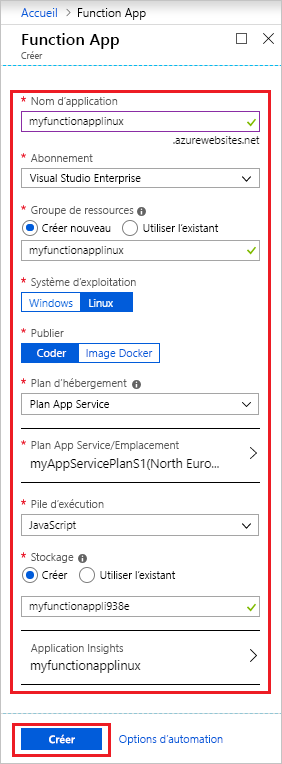 Accueil > Function App
Function App
Créer
* Nom d'application
myfunctionapplinux
.azurewebsites.net
* Abonnement
Visual Studio Enterprise
* Groupe de ressources
Créer nouveau Utiliser l'existant
myfunctionapplinux
* Système d'exploitation
Windows Linux
* Publier
Coder Image Docker
* Plan d'hébergement
Plan App Service
* Plan App Service/Emplacement
myAppServicePlanS1(North Euro...
* Pile d'exécution
JavaScript
* Stockage
Créer Utiliser l'existant
myfunctionappli938e
Application Insights
myfunctionapplinux
Créer Options d'automation